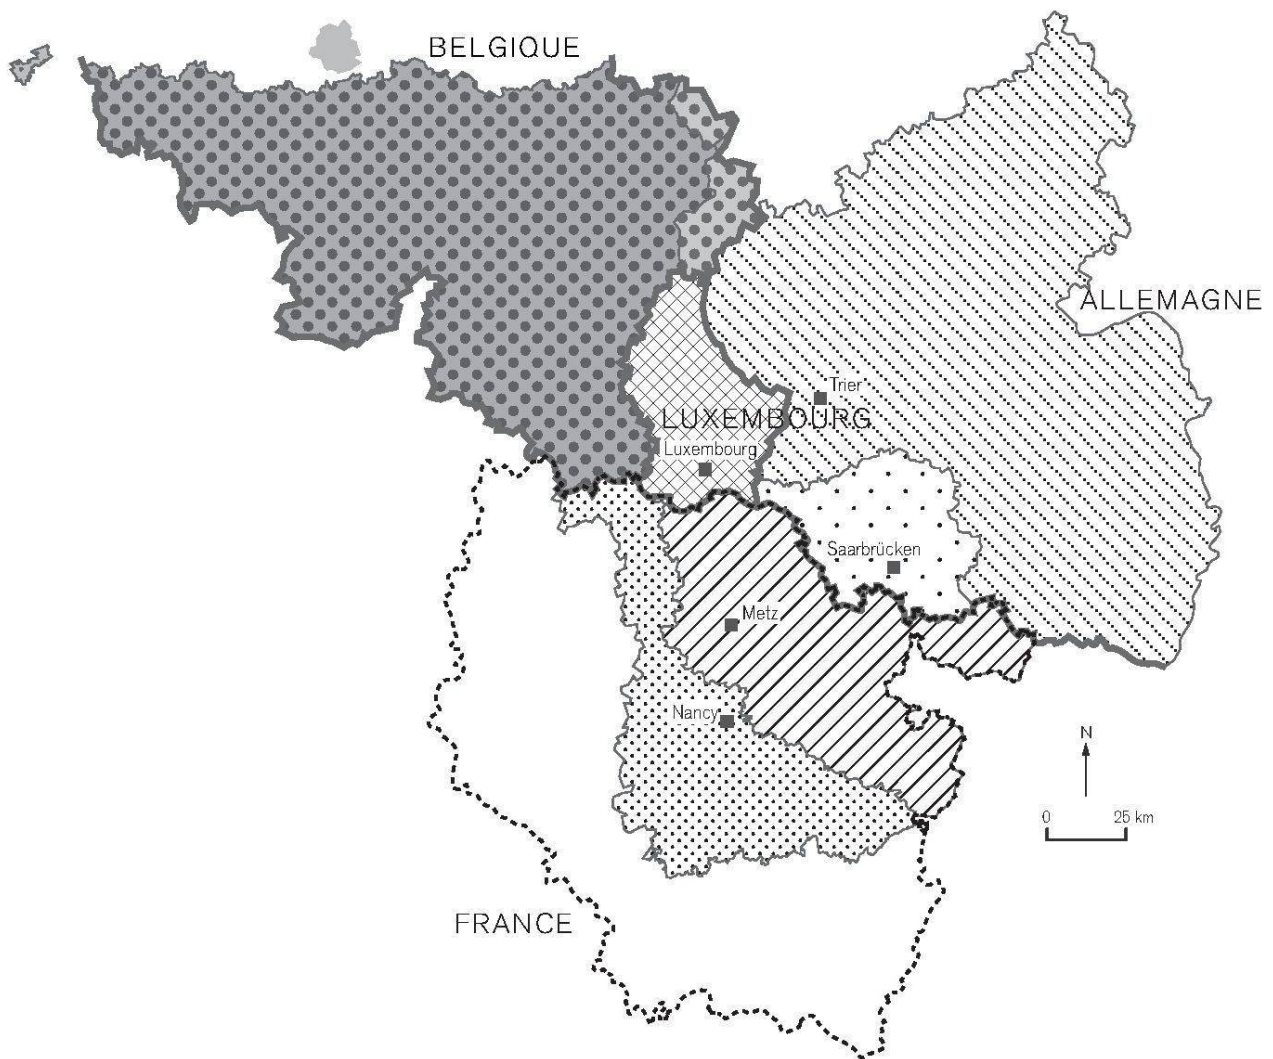 BELGIQUE
ALLEMAGNE
Trier
LUXEMBOURG
Luxembourg
Saarbrücken
Metz
Nancy
N
0 25 km
FRANCE